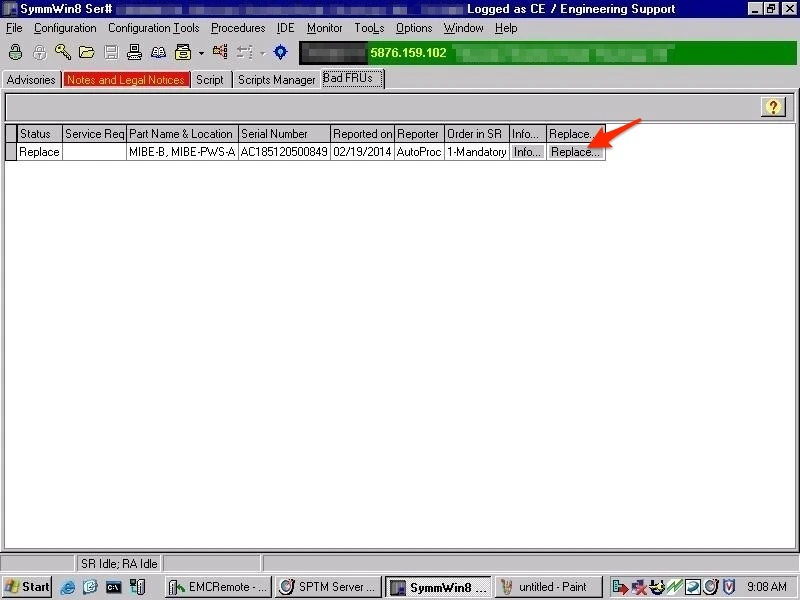 SymmWin8 Ser# Logged as CE / Engineering Support
File Configuration Configuration Tools Procedures IDE Monitor Tools Options Window Help
5876.159.102
Advisories Notes and Legal Notices Script Scripts Manager Bad FRUs
?
Status Service Req Part Name & Location Serial Number Reported on Reporter Order in SR Info... Replace...
Replace MIBE-B, MIBE-PWS-A AC185120500849 02/19/2014 AutoProc 1-Mandatory Info... Replace...
SR Idle; RA Idle
Start EMCRemote - ... SPTM Server ... SymmWin8 ... untitled - Paint 9:08 AM